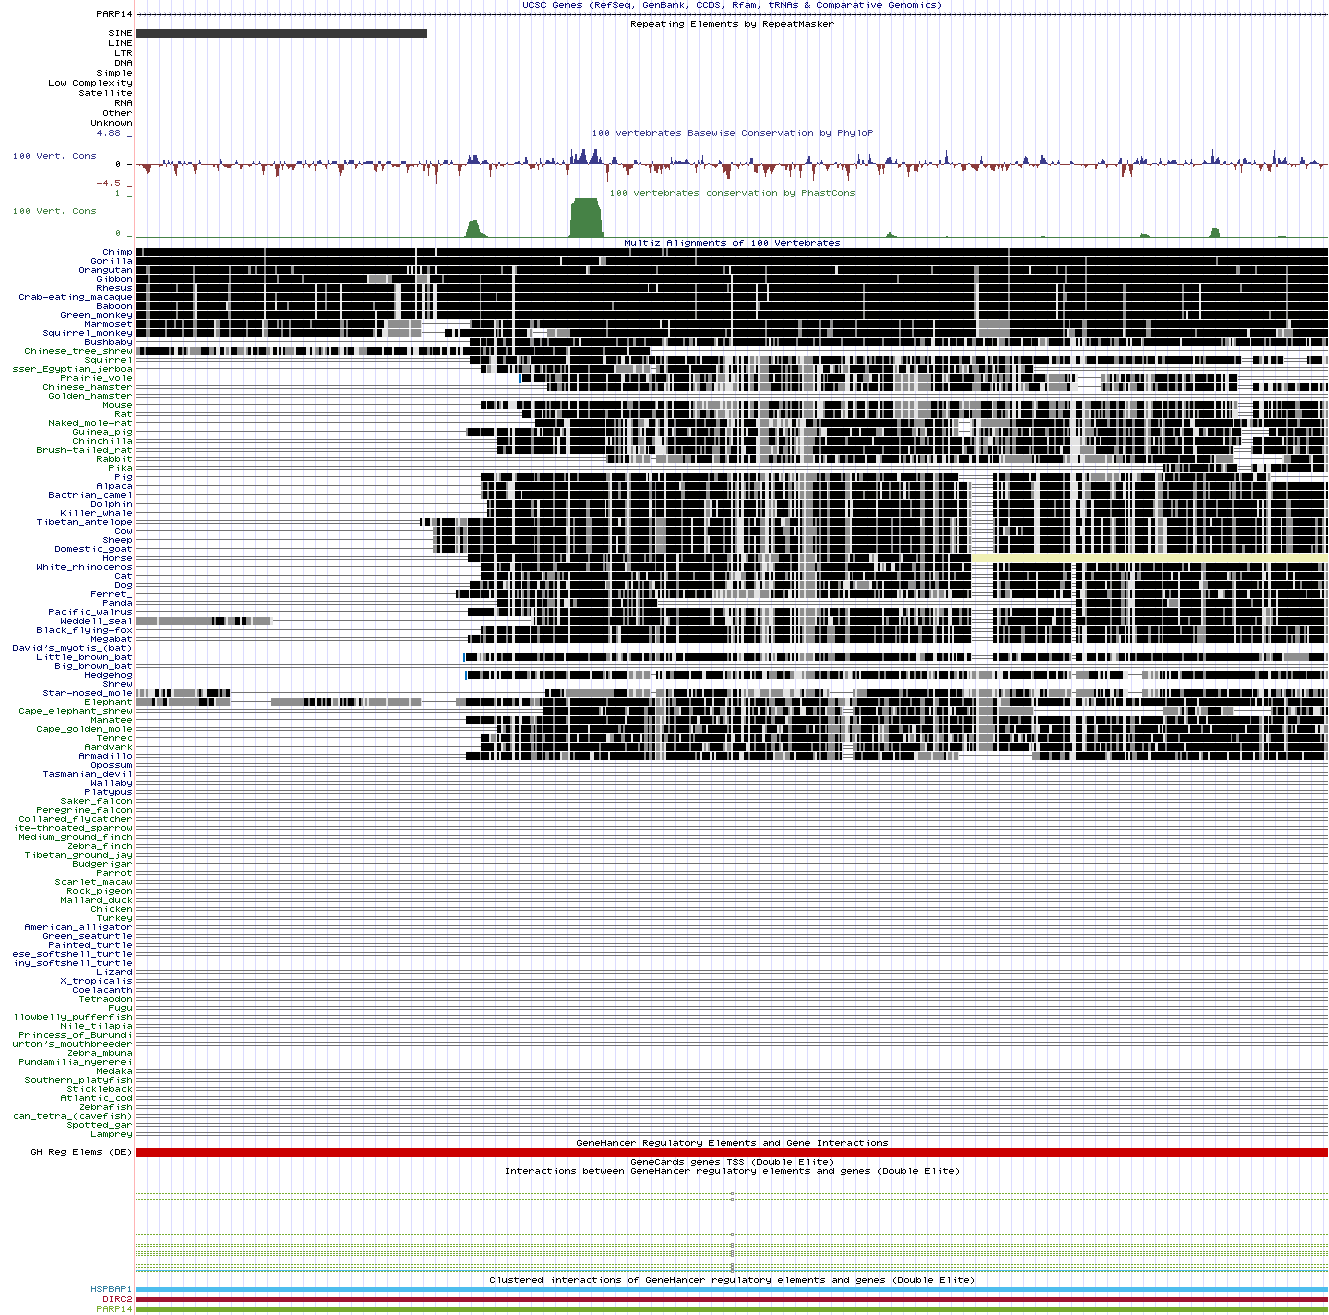 UCSC Genes (RefSeq, GenBank, CCDS, Rfam, tRNAs & Comparative Genomics)
PARP14
Repeating Elements by RepeatMasker
SINE
LINE
LTR
DNA
Simple
Low Complexity
Satellite
RNA
Other
Unknown
4.88 _
100 vertebrates Basewise Conservation by PhyloP
100 Vert. Cons
0 _
-4.5 _
1 _
100 vertebrates conservation by PhastCons
100 Vert. Cons
0 _
Multiz Alignments of 100 Vertebrates
Chimp
Gorilla
Orangutan
Gibbon
Rhesus
Crab-eating_macaque
Baboon
Green_monkey
Marmoset
Squirrel_monkey
Bushbaby
Chinese_tree_shrew
Squirrel
sser_Egyptian_jerboa
Prairie_vole
Chinese_hamster
Golden_hamster
Mouse
Rat
Naked_mole-rat
Guinea_pig
Chinchilla
Brush-tailed_rat
Rabbit
Pika
Pig
Alpaca
Bactrian_camel
Dolphin
Killer_whale
Tibetan_antelope
Cow
Sheep
Domestic_goat
Horse
White_rhinoceros
Cat
Dog
Ferret_
Panda
Pacific_walrus
Weddell_seal
Black_flying-fox
Megabat
David's_myotis_(bat)
Little_brown_bat
Big_brown_bat
Hedgehog
Shrew
Star-nosed_mole
Elephant
Cape_elephant_shrew
Manatee
Cape_golden_mole
Tenrec
Aardvark
Armadillo
Opossum
Tasmanian_devil
Wallaby
Platypus
Saker_falcon
Peregrine_falcon
Collared_flycatcher
ite-throated_sparrow
Medium_ground_finch
Zebra_finch
Tibetan_ground_jay
Budgerigar
Parrot
Scarlet_macaw
Rock_pigeon
Mallard_duck
Chicken
Turkey
American_alligator
Green_seaturtle
Painted_turtle
ese_softshell_turtle
iny_softshell_turtle
Lizard
X_tropicalis
Coelacanth
Tetraodon
Fugu
llowbelly_pufferfish
Nile_tilapia
Princess_of_Burundi
urton's_mouthbreeder
Zebra_mbuna
Pundamilia_nyererei
Medaka
Southern_platyfish
Stickleback
Atlantic_cod
Zebrafish
can_tetra_(cavefish)
Spotted_gar
Lamprey
GeneHancer Regulatory Elements and Gene Interactions
GH Reg Elems (DE)
GeneCards genes TSS (Double Elite)
Interactions between GeneHancer regulatory elements and genes (Double Elite)
Clustered interactions of GeneHancer regulatory elements and genes (Double Elite)
HSPBAP1
DIRC2
PARP14